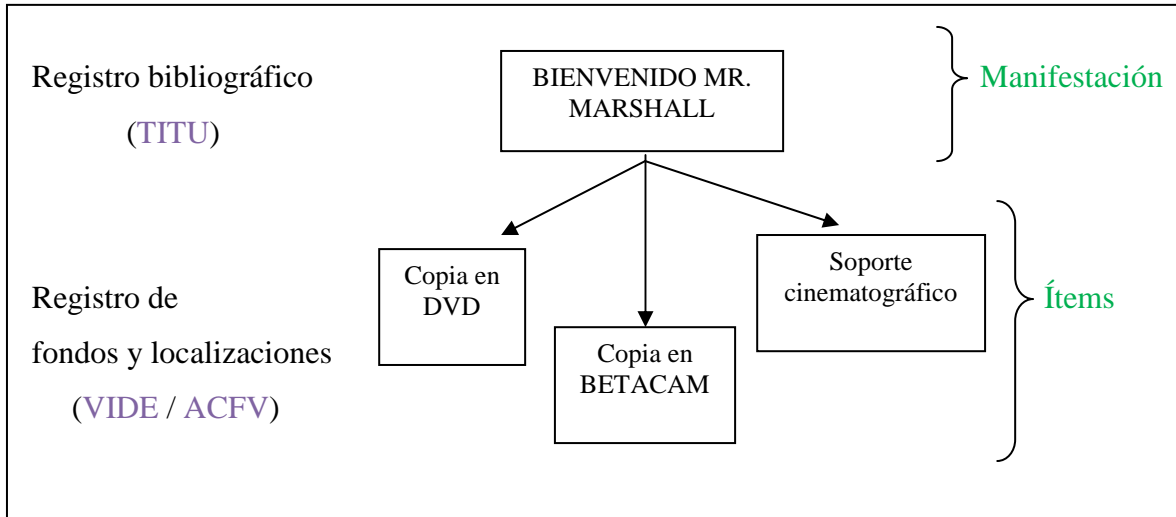 Registro bibliográfico
(TITU)
BIENVENIDO MR.
MARSHALL
Manifestación
Registro de
fondos y localizaciones
(VIDE / ACFV)
Copia en
DVD
Copia en
BETACAM
Soporte
cinematográfico
Ítems